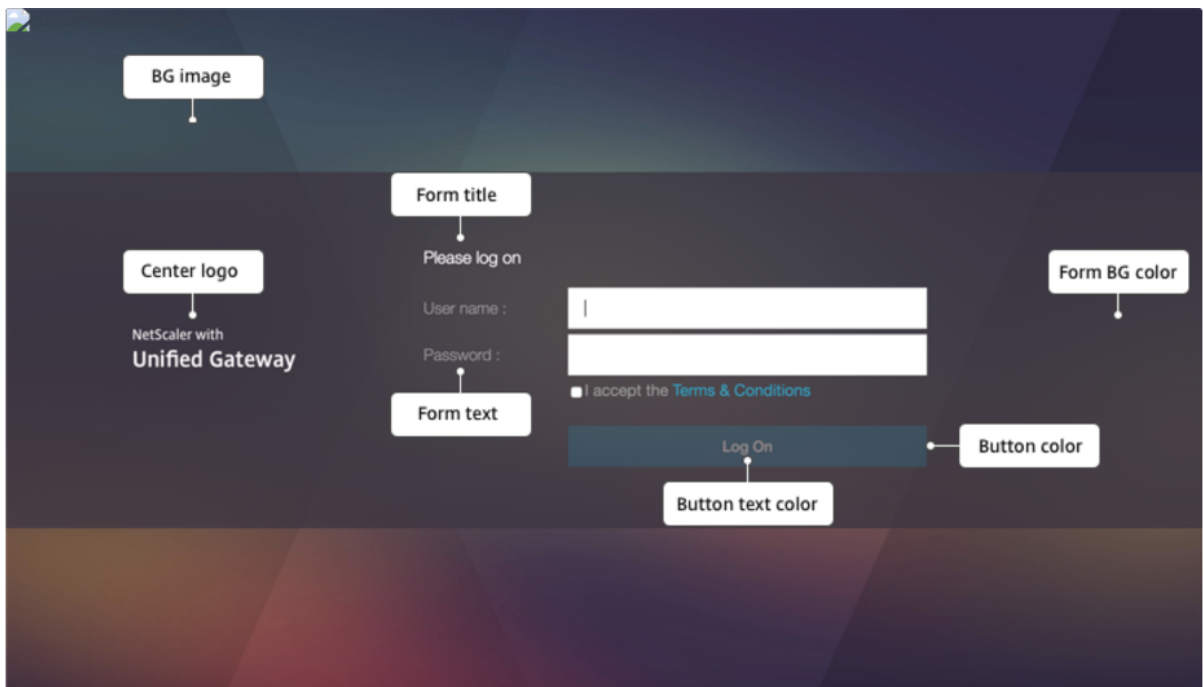 BG image
Form title
Please log on
Center logo
Form BG color
NetScaler with
Unified Gateway
User name :
Password :
I accept the Terms & Conditions
Form text
Log On
Button color
Button text color